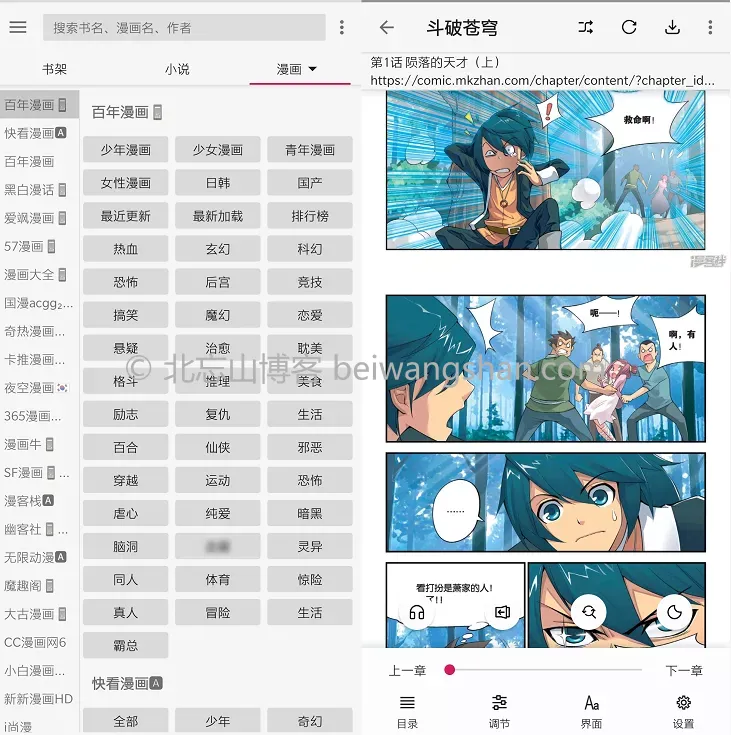 搜索书名、漫画名、作者
书架
小说
漫画
百年漫画
快看漫画A
百年漫画
黑白漫话
爱飒漫画
57漫画
漫画大全
国漫acgg₂...
奇热漫画...
卡推漫画...
夜空漫画🇰🇷
365漫画...
漫画牛
SF漫画 ...
漫客栈A
幽客社 ...
无限动漫A
魔趣阁
大古漫画
CC漫画网6
小白漫画...
新新漫画HD
i尚漫
百年漫画
少年漫画 少女漫画 青年漫画
女性漫画 日韩 国产
最近更新 最新加载 排行榜
热血 玄幻 科幻
恐怖 后宫 竞技
搞笑 魔幻 恋爱
悬疑 治愈 耽美
格斗 推理 美食
励志 复仇 生活
百合 仙侠 邪恶
穿越 运动 恐怖
虐心 纯爱 暗黑
脑洞 灵异
同人 体育 惊险
真人 冒险 生活
霸总
快看漫画A
全部 少年 奇幻
© 北忘山博客 beiwangshan.com
斗破苍穹
第1话 陨落的天才（上）
https://comic.mkzhan.com/chapter/content/?chapter_id...
!
救命啊!
漫客栈
呃——!
啊，有
人!
......
看打扮是萧家的人!
了!!
上一章
下一章
目录
调节
Aa
界面
设置